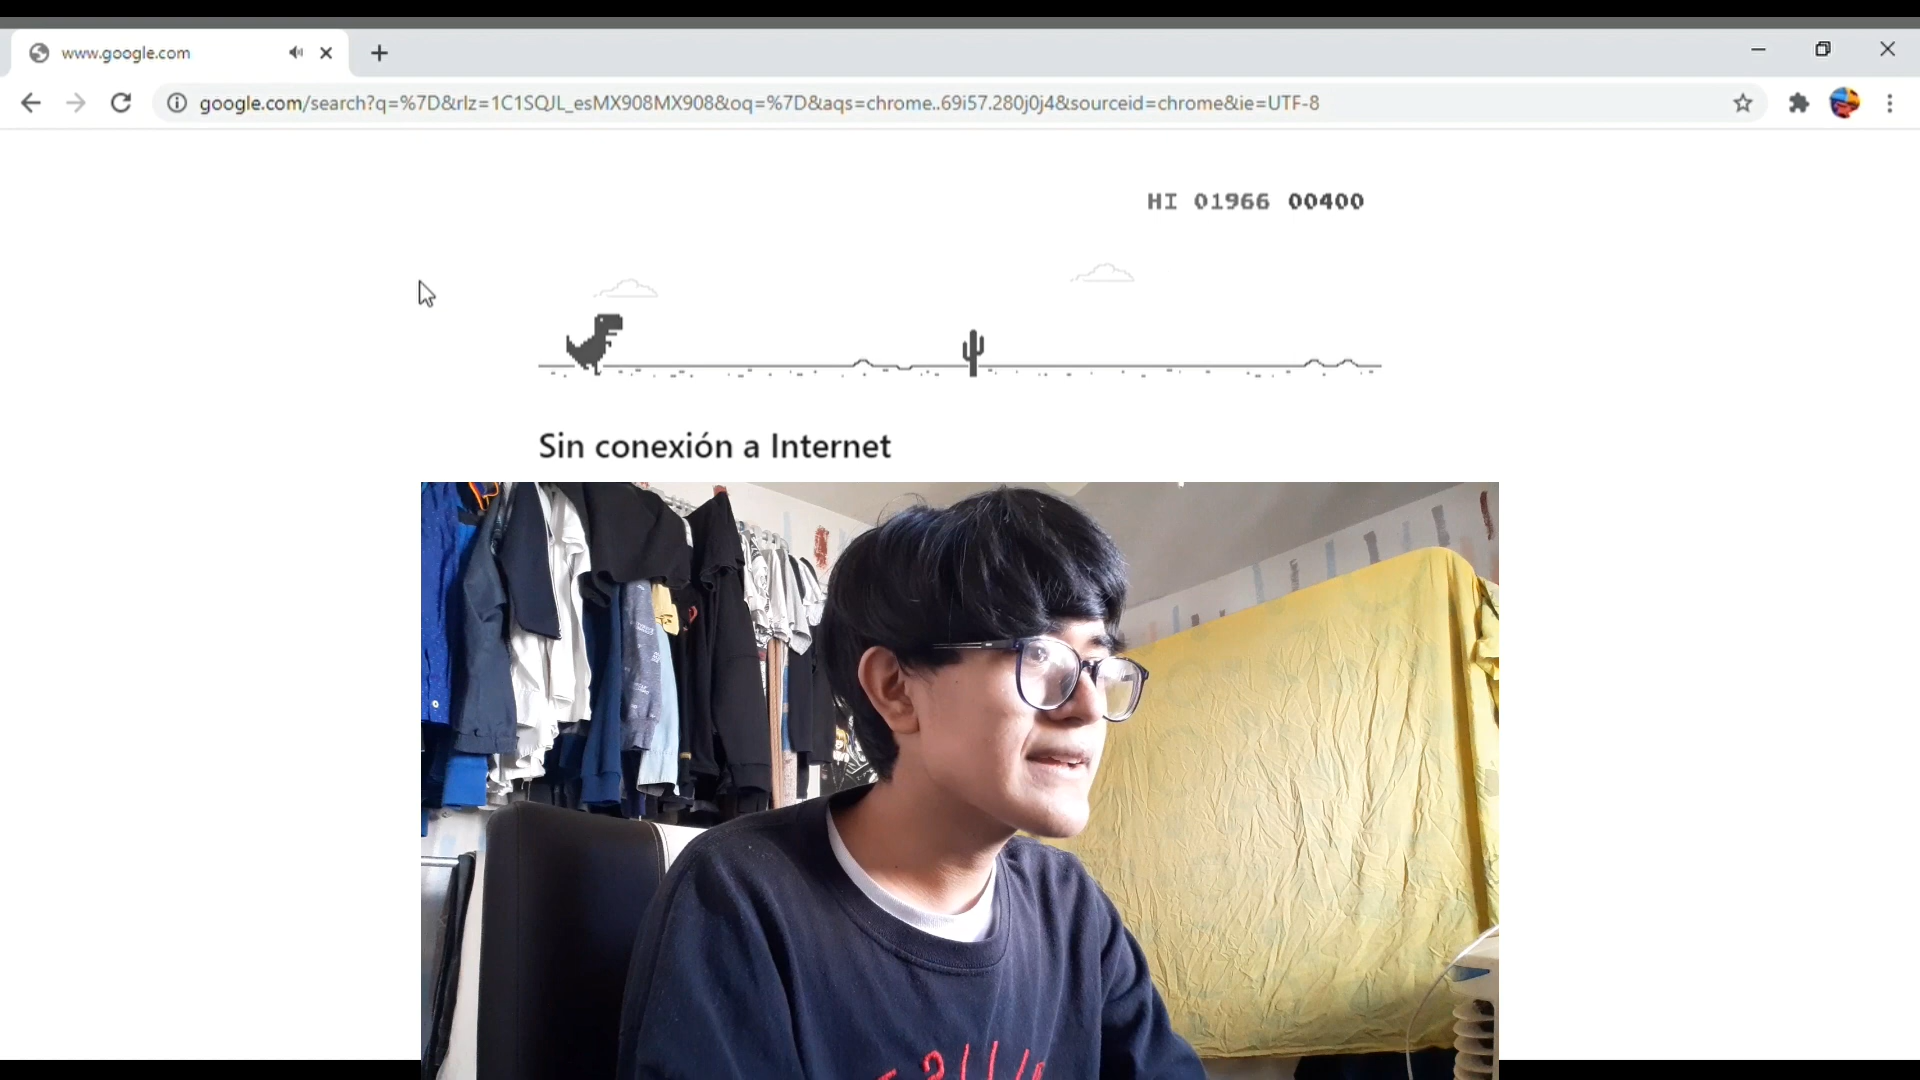 www.google.com
google.com/search?q=%7D&rlz=1C1SQJL_esMX908MX908&oq=%7D&aqs=chrome..69i57.280j0j4&sourceid=chrome&ie=UTF-8
HI 01966 00400
Sin conexión a Internet